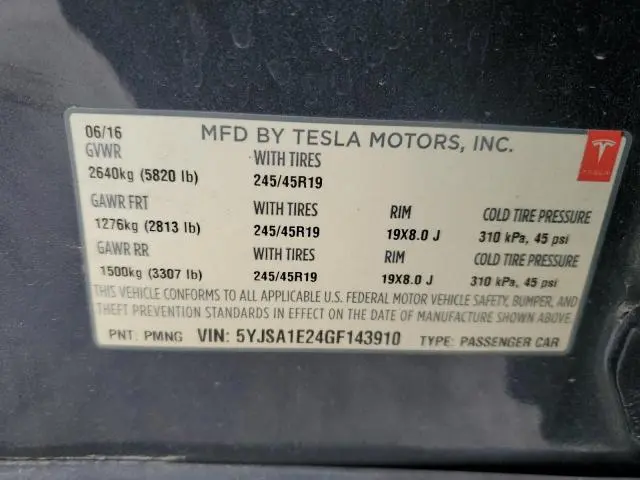 06/16 MFD BY TESLA MOTORS, INC.
GVWR WITH TIRES
2640kg (5820 lb) 245/45R19
TESLA
GAWR FRT WITH TIRES RIM COLD TIRE PRESSURE
1276kg (2813 lb) 245/45R19 19X8.0 J 310 kPa, 45 psi
GAWR RR WITH TIRES RIM COLD TIRE PRESSURE
1500kg (3307 lb) 245/45R19 19X8.0 J 310 kPa, 45 psi
THIS VEHICLE CONFORMS TO ALL APPLICABLE U.S. FEDERAL MOTOR VEHICLE SAFETY, BUMPER, AND
THEFT PREVENTION STANDARDS IN EFFECT ON THE DATE OF MANUFACTURE SHOWN ABOVE.
PNT: PMNG VIN: 5YJSA1E24GF143910 TYPE: PASSENGER CAR